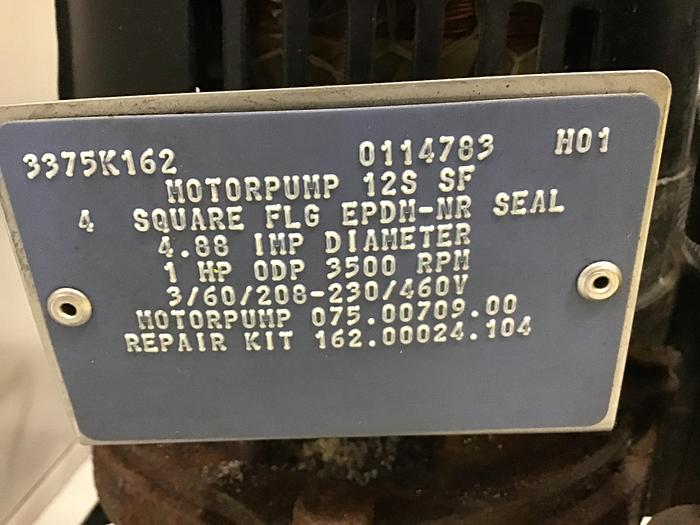 3375K162 0114783 H01
MOTORPUMP 12S SF
4 SQUARE FLG EPDM-NR SEAL
4.88 IMP DIAMETER
1 HP ODP 3500 RPM
3/60/208-230/460V
MOTORPUMP 075.00709.00
REPAIR KIT 162.00024.104